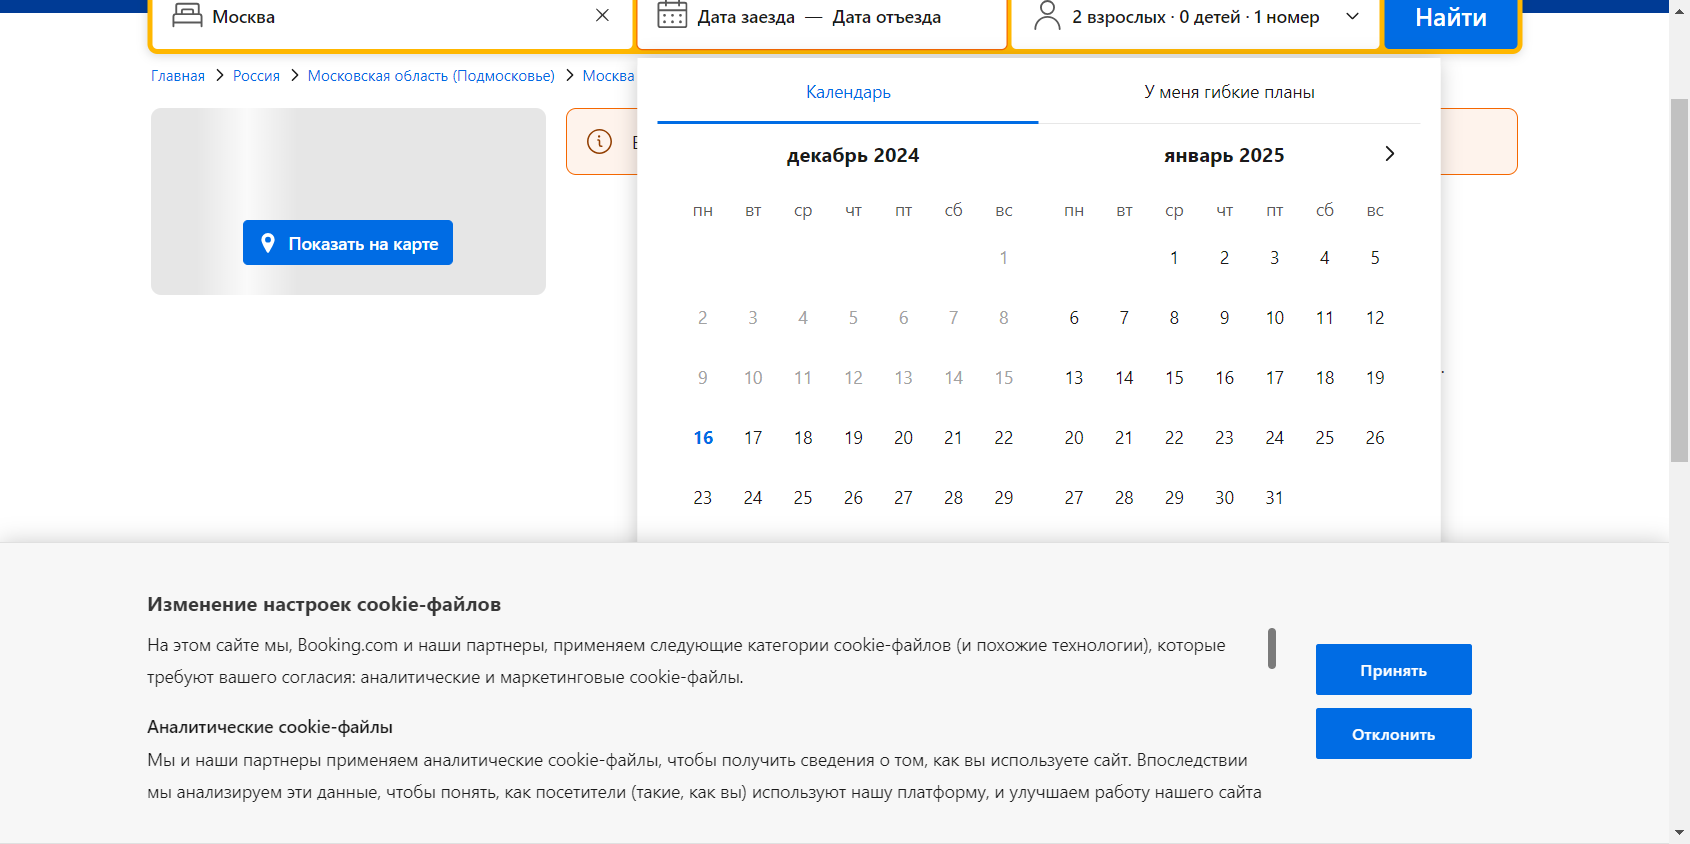 Москва
Дата заезда — Дата отъезда
2 взрослых · 0 детей · 1 номер
Найти
Главная
Россия
Московская область (Подмосковье)
Москва
Показать на карте
Календарь
У меня гибкие планы
декабрь 2024
пн вт ср чт пт сб вс
1
2 3 4 5 6 7 8
9 10 11 12 13 14 15
16 17 18 19 20 21 22
23 24 25 26 27 28 29
январь 2025
пн вт ср чт пт сб вс
1 2 3 4 5
6 7 8 9 10 11 12
13 14 15 16 17 18 19
20 21 22 23 24 25 26
27 28 29 30 31
Изменение настроек cookie-файлов
На этом сайте мы, Booking.com и наши партнеры, применяем следующие категории cookie-файлов (и похожие технологии), которые
требуют вашего согласия: аналитические и маркетинговые cookie-файлы.
Аналитические cookie-файлы
Мы и наши партнеры применяем аналитические cookie-файлы, чтобы получить сведения о том, как вы используете сайт. Впоследствии
мы анализируем эти данные, чтобы понять, как посетители (такие, как вы) используют нашу платформу, и улучшаем работу нашего сайта
Принять
Отклонить